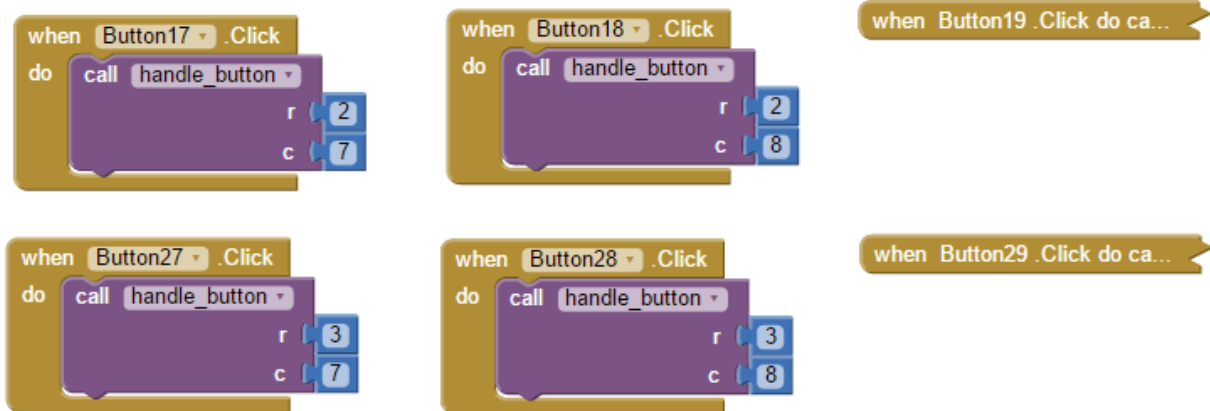 when Button17 .Click
do call handle_button
r 2
c 7
when Button18 .Click
do call handle_button
r 2
c 8
when Button19 .Click do ca...
when Button27 .Click
do call handle_button
r 3
c 7
when Button28 .Click
do call handle_button
r 3
c 8
when Button29 .Click do ca...